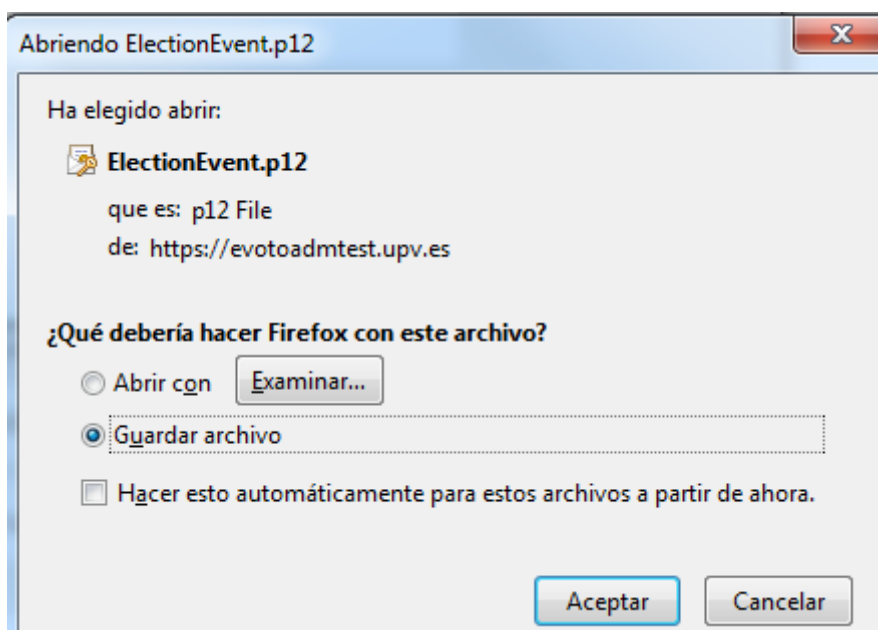 Abriendo ElectionEvent.p12
Ha elegido abrir:
ElectionEvent.p12
que es: p12 File
de: https://evotoadmtest.upv.es
¿Qué debería hacer Firefox con este archivo?
Abrir con Examinar...
Guardar archivo
Hacer esto automáticamente para estos archivos a partir de ahora.
Aceptar Cancelar